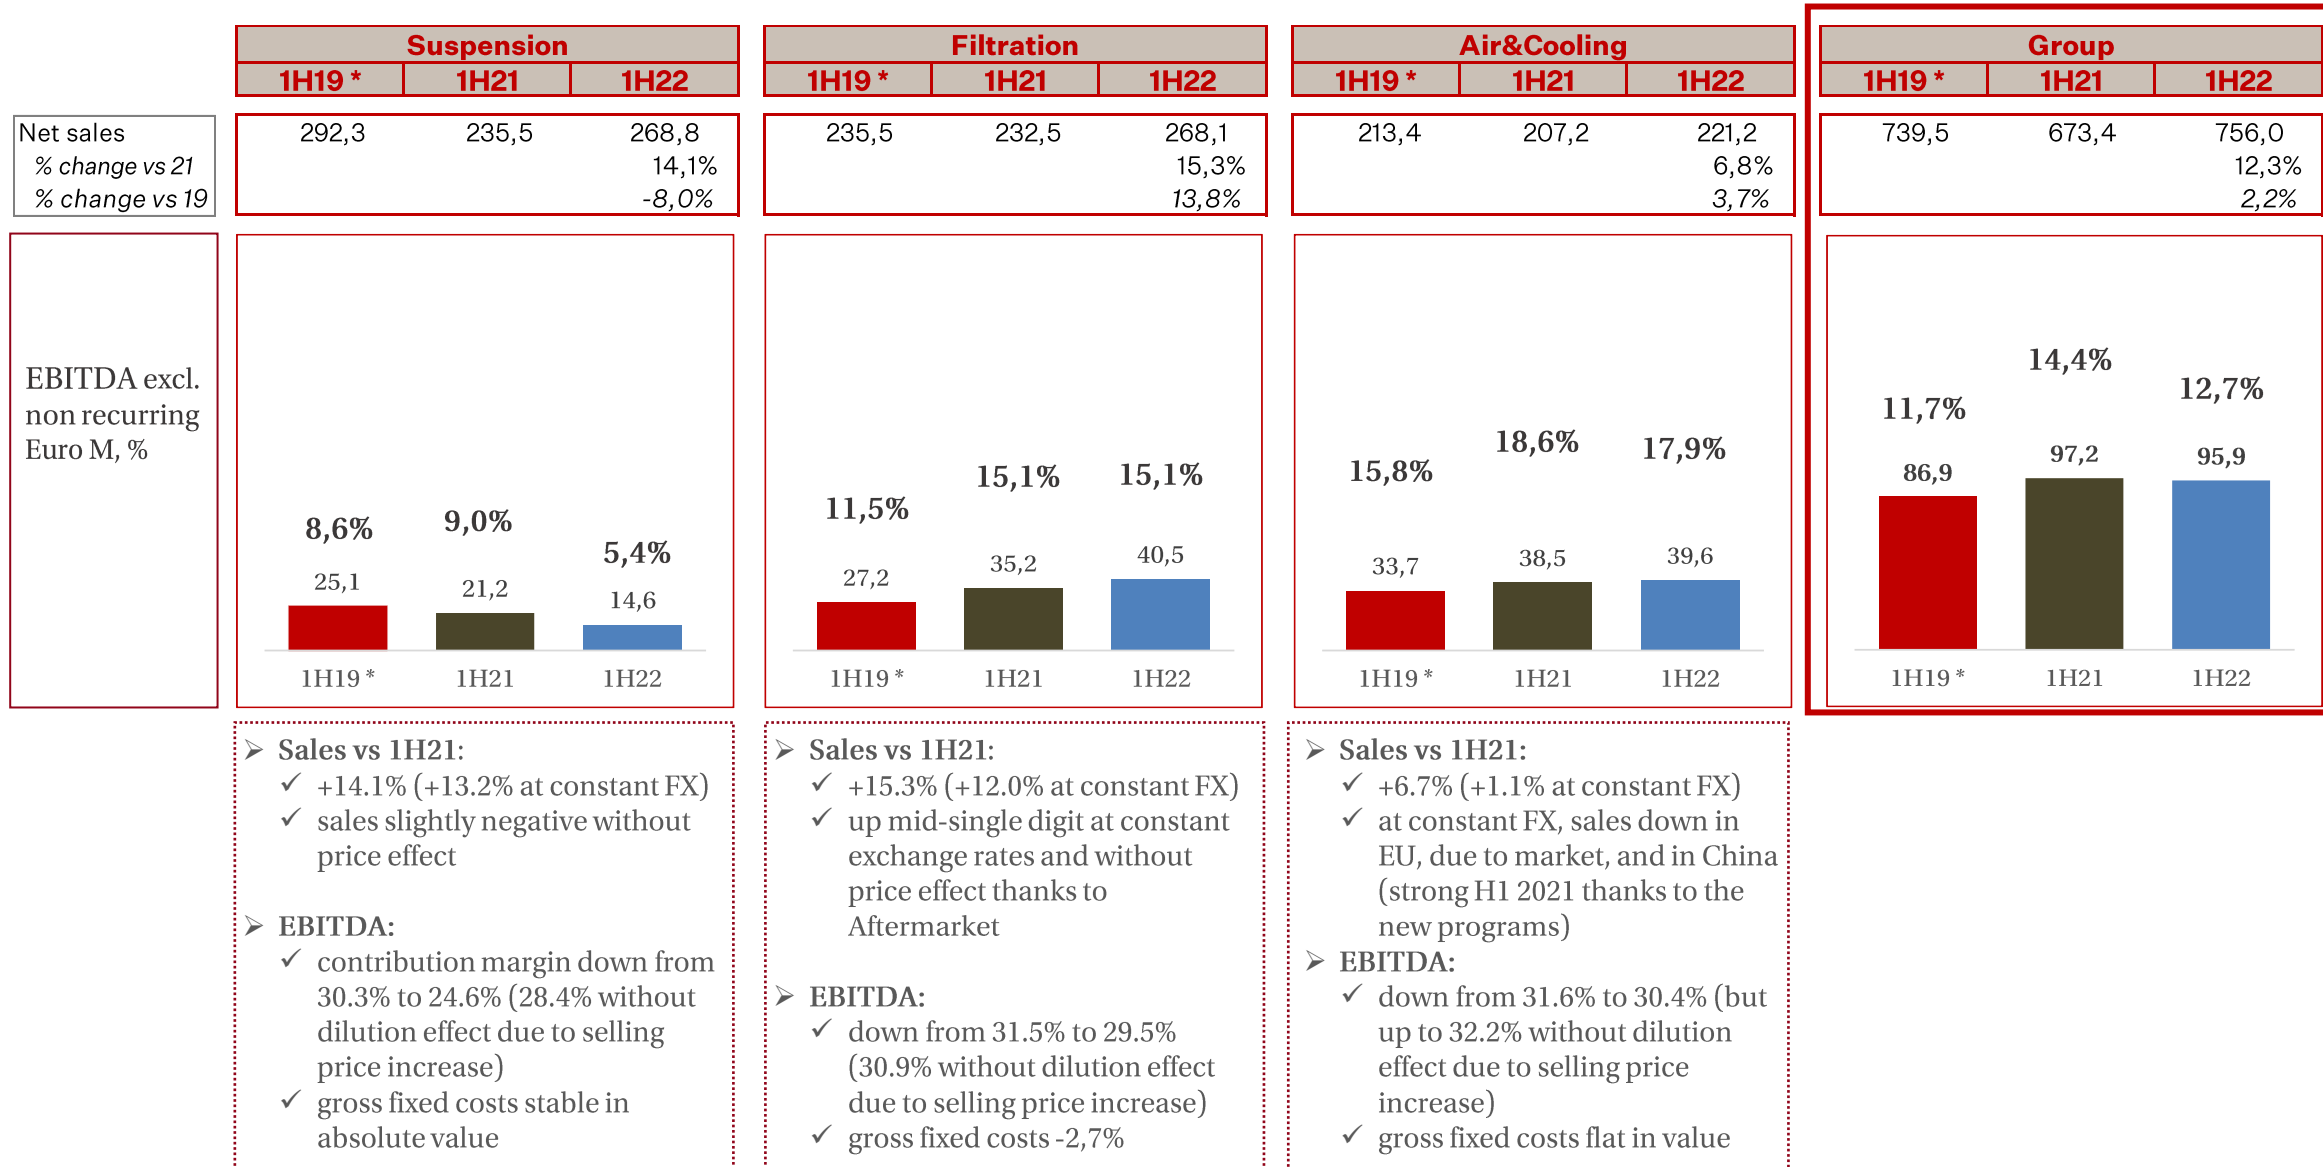 Suspension
1H19 * 1H21 1H22
Filtration
1H19 * 1H21 1H22
Air&Cooling
1H19 * 1H21 1H22
Group
1H19 * 1H21 1H22
Net sales 292,3 235,5 268,8 235,5 232,5 268,1 213,4 207,2 221,2 739,5 673,4 756,0
% change vs 21 14,1% 15,3% 6,8% 12,3%
% change vs 19 -8,0% 13,8% 3,7% 2,2%
EBITDA excl.
non recurring
Euro M, %
8,6% 9,0% 5,4%
25,1 21,2 14,6
1H19 * 1H21 1H22
11,5% 15,1% 15,1%
27,2 35,2 40,5
1H19 * 1H21 1H22
15,8% 18,6% 17,9%
33,7 38,5 39,6
1H19 * 1H21 1H22
11,7% 14,4% 12,7%
86,9 97,2 95,9
1H19 * 1H21 1H22
➢ Sales vs 1H21:
✓ +14.1% (+13.2% at constant FX)
✓ sales slightly negative without
price effect
➢ EBITDA:
✓ contribution margin down from
30.3% to 24.6% (28.4% without
dilution effect due to selling
price increase)
✓ gross fixed costs stable in
absolute value
➢ Sales vs 1H21:
✓ +15.3% (+12.0% at constant FX)
✓ up mid-single digit at constant
exchange rates and without
price effect thanks to
Aftermarket
➢ EBITDA:
✓ down from 31.5% to 29.5%
(30.9% without dilution effect
due to selling price increase)
✓ gross fixed costs -2,7%
➢ Sales vs 1H21:
✓ +6.7% (+1.1% at constant FX)
✓ at constant FX, sales down in
EU, due to market, and in China
(strong H1 2021 thanks to the
new programs)
➢ EBITDA:
✓ down from 31.6% to 30.4% (but
up to 32.2% without dilution
effect due to selling price
increase)
✓ gross fixed costs flat in value